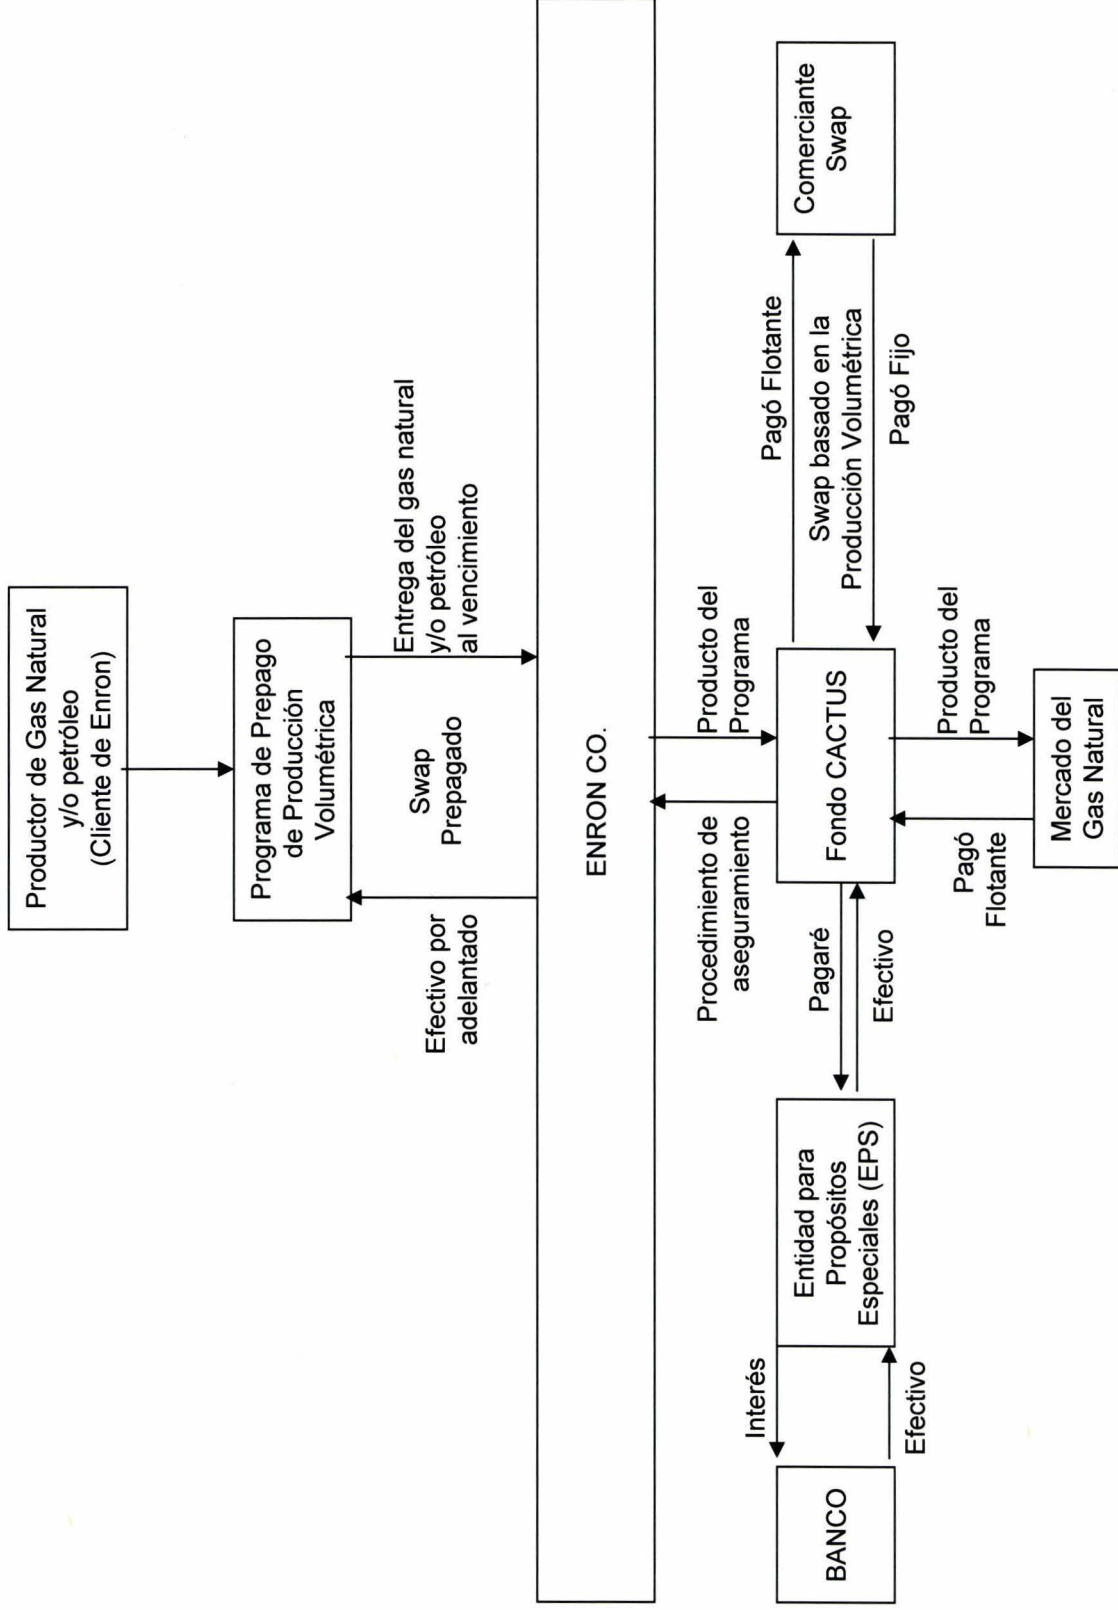 Productor de Gas Natural
y/o petróleo
(Cliente de Enron)
Programa de Prepago
de Producción
Volumétrica
Efectivo por
adelantado
Swap
Prepagado
Entrega del gas natural
y/o petróleo
al vencimiento
ENRON CO.
Procedimiento de
aseguramiento
Producto del
Programa
BANCO
Interés
Efectivo
Entidad para
Propósitos
Especiales (EPS)
Pagaré
Efectivo
Fondo CACTUS
Pagó Flotante
Swap basado en la
Producción Volumétrica
Pagó Fijo
Comerciante
Swap
Pagó
Flotante
Producto del
Programa
Mercado del
Gas Natural